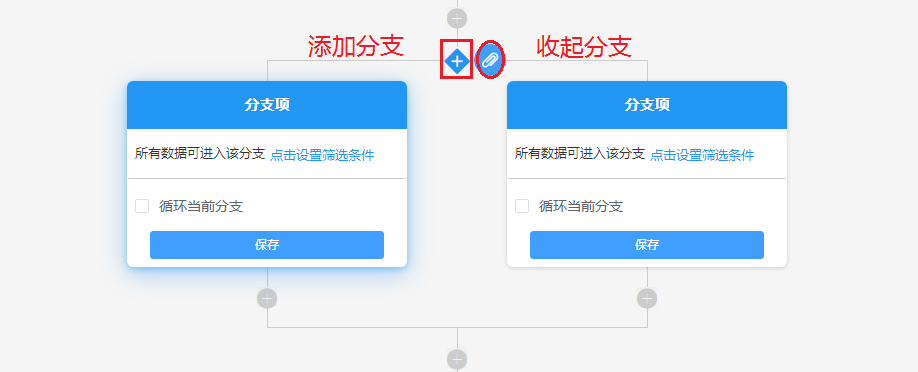 添加分支
收起分支
分支项
所有数据可进入该分支 点击设置筛选条件
循环当前分支
保存
分支项
所有数据可进入该分支 点击设置筛选条件
循环当前分支
保存